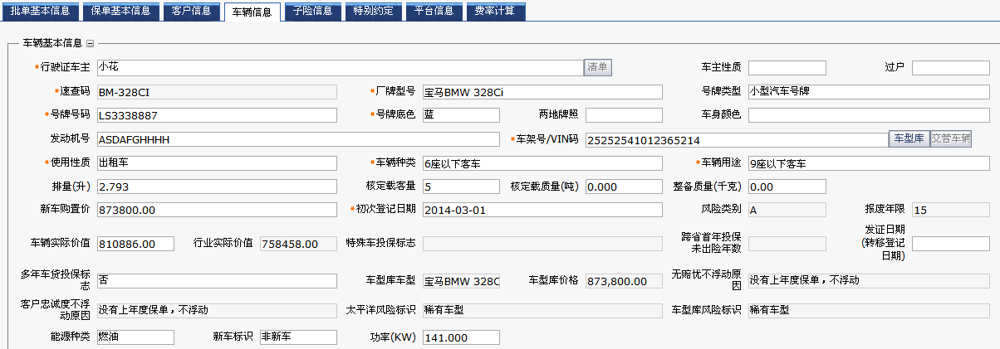 批单基本信息 保单基本信息 客户信息 车辆信息 子险信息 特别约定 平台信息 费率计算
车辆基本信息
*行驶证车主 小花 清单 车主性质 过户
*速查码 BM-328CI *厂牌型号 宝马BMW 328Ci 号牌类型 小型汽车号牌
*号牌号码 LS3338887 *号牌底色 蓝 两地牌照 车身颜色
发动机号 ASDAFGHHHH *车架号/VIN码 25252541012365214 车型库 交管车辆
*使用性质 出租车 *车辆种类 6座以下客车 *车辆用途 9座以下客车
排量(升) 2.793 核定载客量 5 核定载质量(吨) 0.000 整备质量(千克) 0.00
新车购置价 873800.00 *初次登记日期 2014-03-01 风险类别 A 报废年限 15
车辆实际价值 810886.00 行业实际价值 758458.00 特殊车投保标志 跨省首年投保未出险年数 发证日期(转移登记日期)
多年车贷投保标志 否 车型库车型 宝马BMW 328C 车型库价格 873,800.00 无赔忧不浮动原因 没有上年度保单，不浮动
客户忠诚度不浮动原因 没有上年度保单，不浮动 太平洋风险标识 稀有车型 车型库风险标识 稀有车型
能源种类 燃油 新车标识 非新车 功率(KW) 141.000